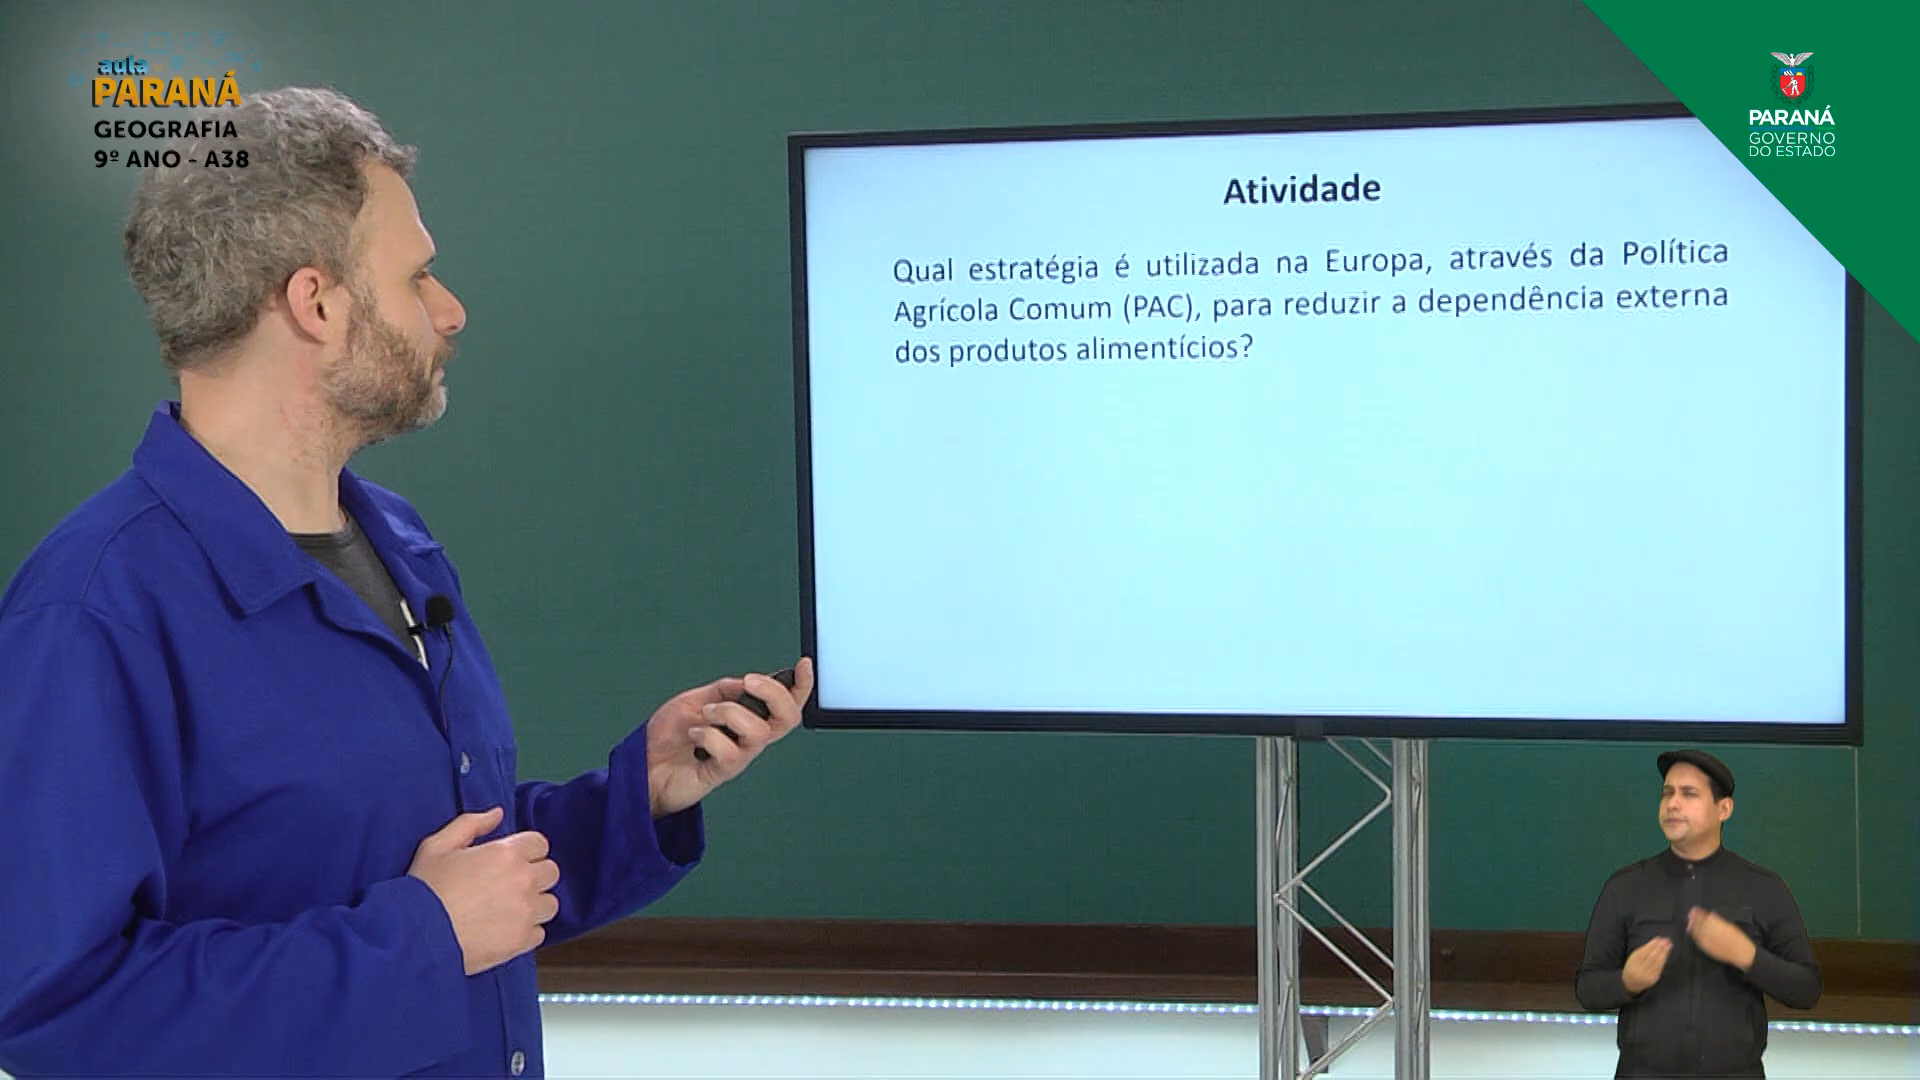 aula
PARANÁ
GEOGRAFIA
9º ANO - A38
Atividade
Qual estratégia é utilizada na Europa, através da Política
Agrícola Comum (PAC), para reduzir a dependência externa
dos produtos alimentícios?
PARANÁ
GOVERNO
DO ESTADO